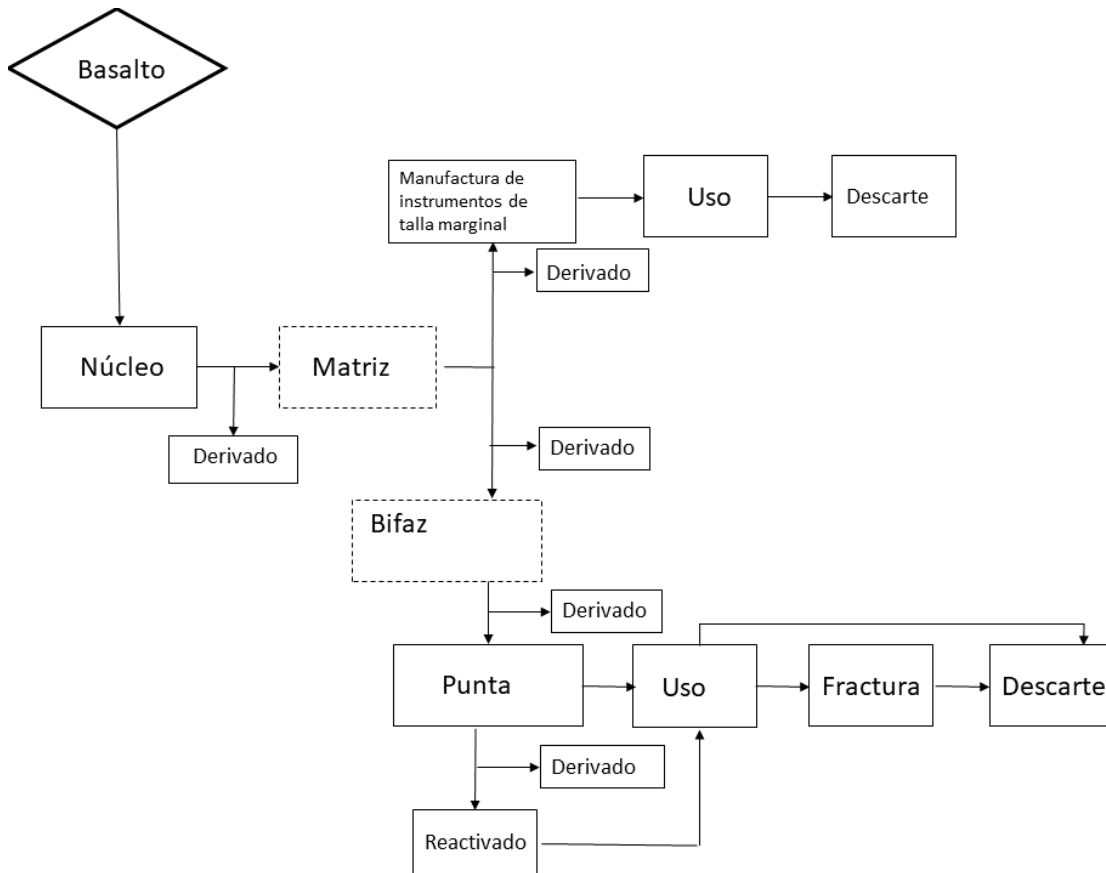 Basalto
Manufactura de
instrumentos de
talla marginal
Uso
Descarte
Derivado
Núcleo
Matriz
Derivado
Derivado
Bifaz
Derivado
Punta
Uso
Fractura
Descarte
Derivado
Reactivado